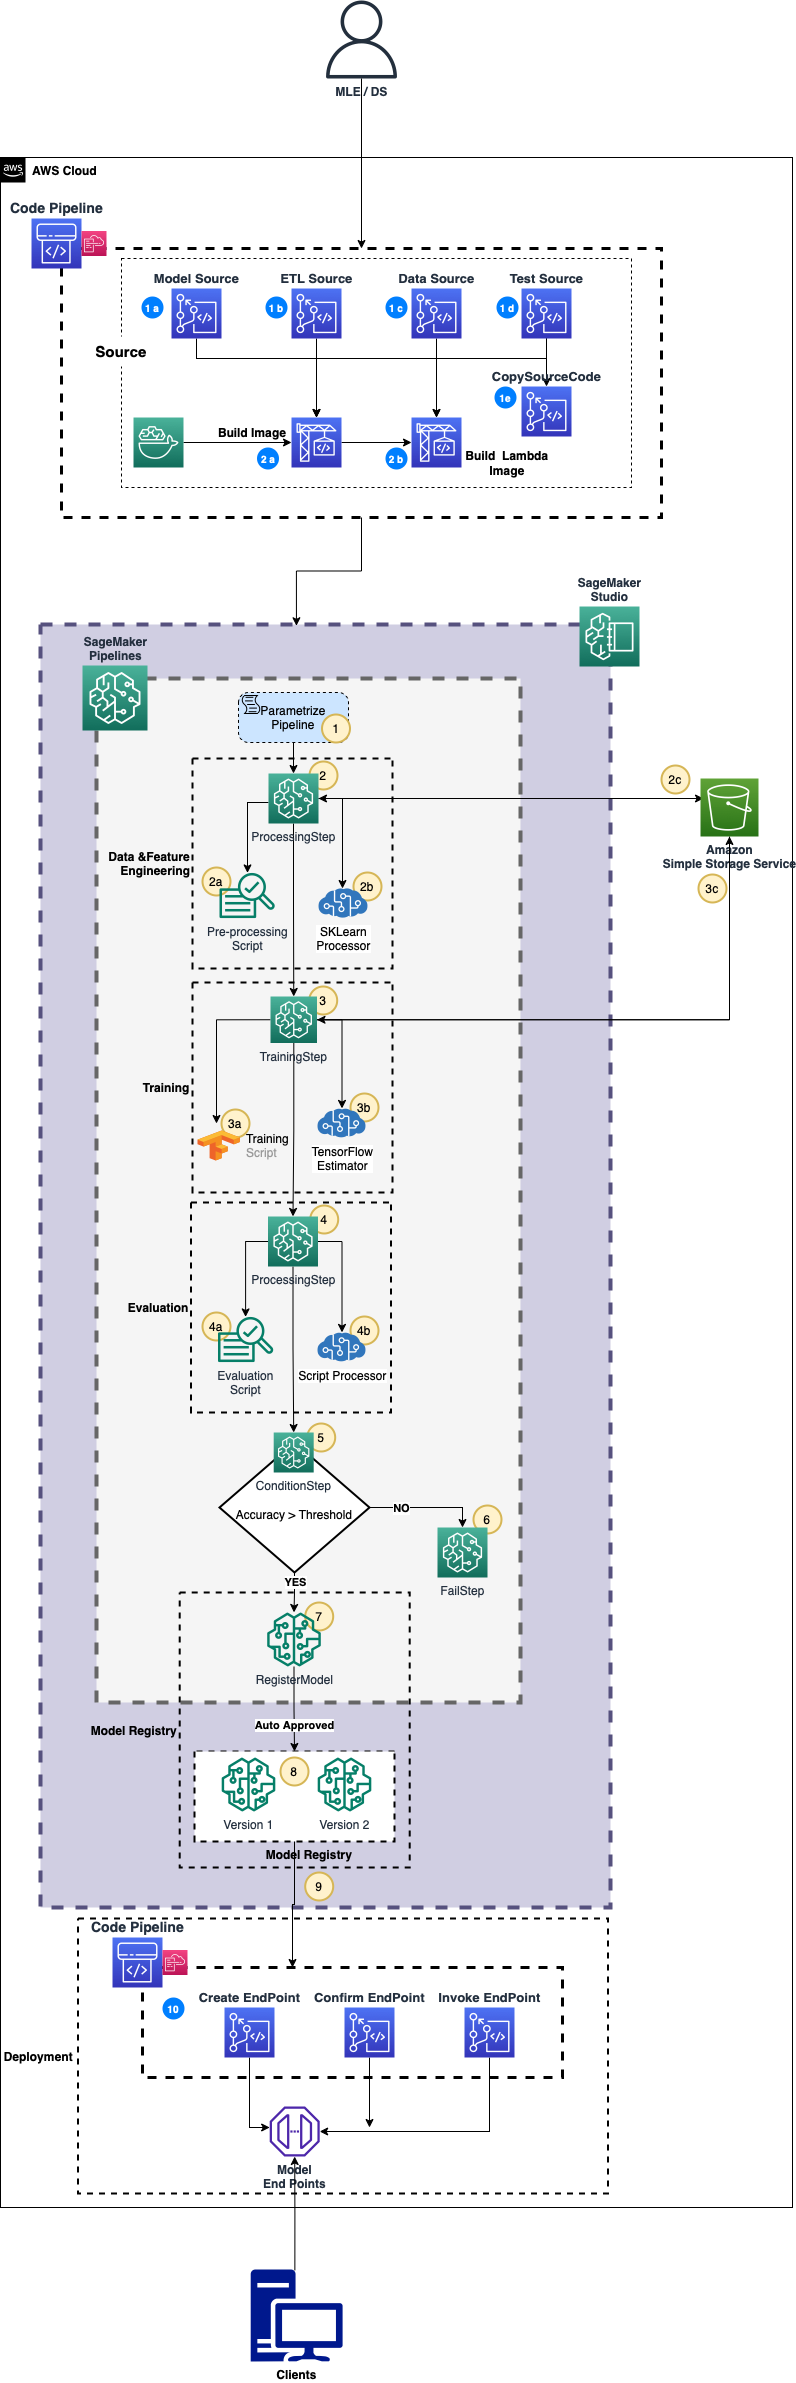 MLE / DS
aws
AWS Cloud
Code Pipeline
Model Source
ETL Source
Data Source
Test Source
1 a
1 b
1 c
1 d
Source
CopySourceCode
1e
Build Image
2 a
2 b
Build Lambda
Image
SageMaker
Studio
SageMaker
Pipelines
Parametrize
Pipeline
1
2
ProcessingStep
2c
Amazon
Simple Storage Service
Data &Feature
Engineering
2a
2b
Pre-processing
Script
SKLearn
Processor
3c
3
TrainingStep
Training
3a
3b
Training
Script
TensorFlow
Estimator
4
ProcessingStep
Evaluation
4a
4b
Evaluation
Script
Script Processor
5
ConditionStep
Accuracy > Threshold
NO
6
FailStep
YES
7
RegisterModel
Auto Approved
Model Registry
8
Version 1
Version 2
Model Registry
9
Code Pipeline
10
Create EndPoint
Confirm EndPoint
Invoke EndPoint
Deployment
Model
End Points
Clients